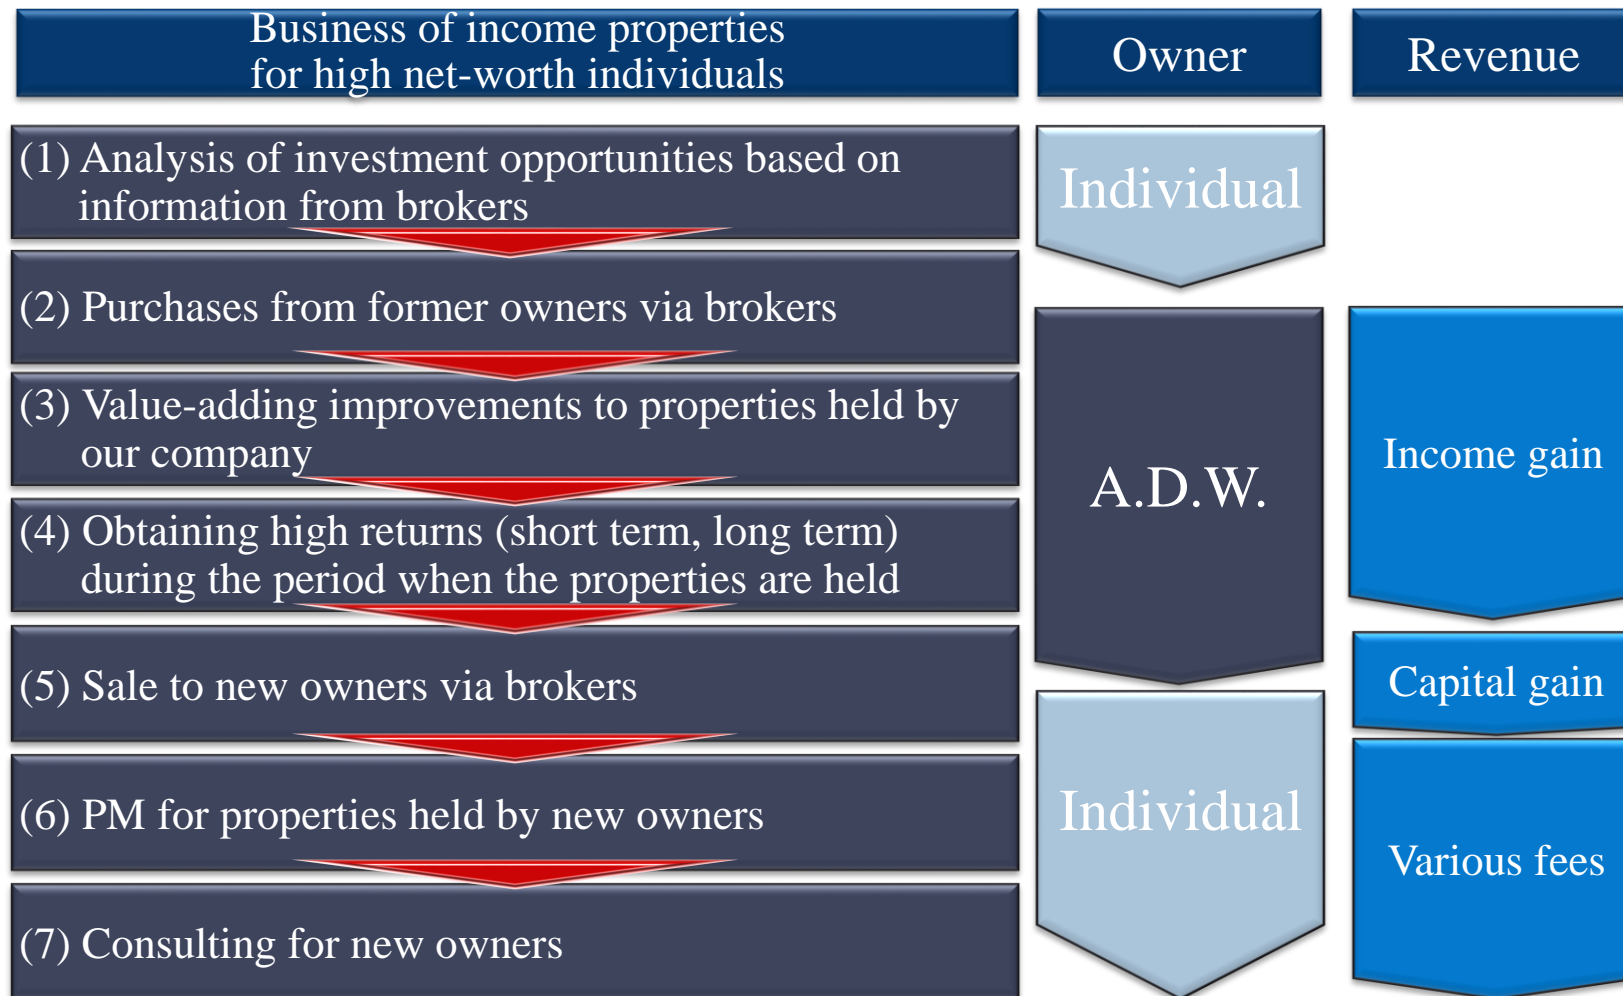 Business of income properties
for high net-worth individuals
Owner
Revenue
(1) Analysis of investment opportunities based on
information from brokers
Individual
(2) Purchases from former owners via brokers
(3) Value-adding improvements to properties held by
our company
A.D.W.
Income gain
(4) Obtaining high returns (short term, long term)
during the period when the properties are held
(5) Sale to new owners via brokers
Capital gain
(6) PM for properties held by new owners
Individual
Various fees
(7) Consulting for new owners